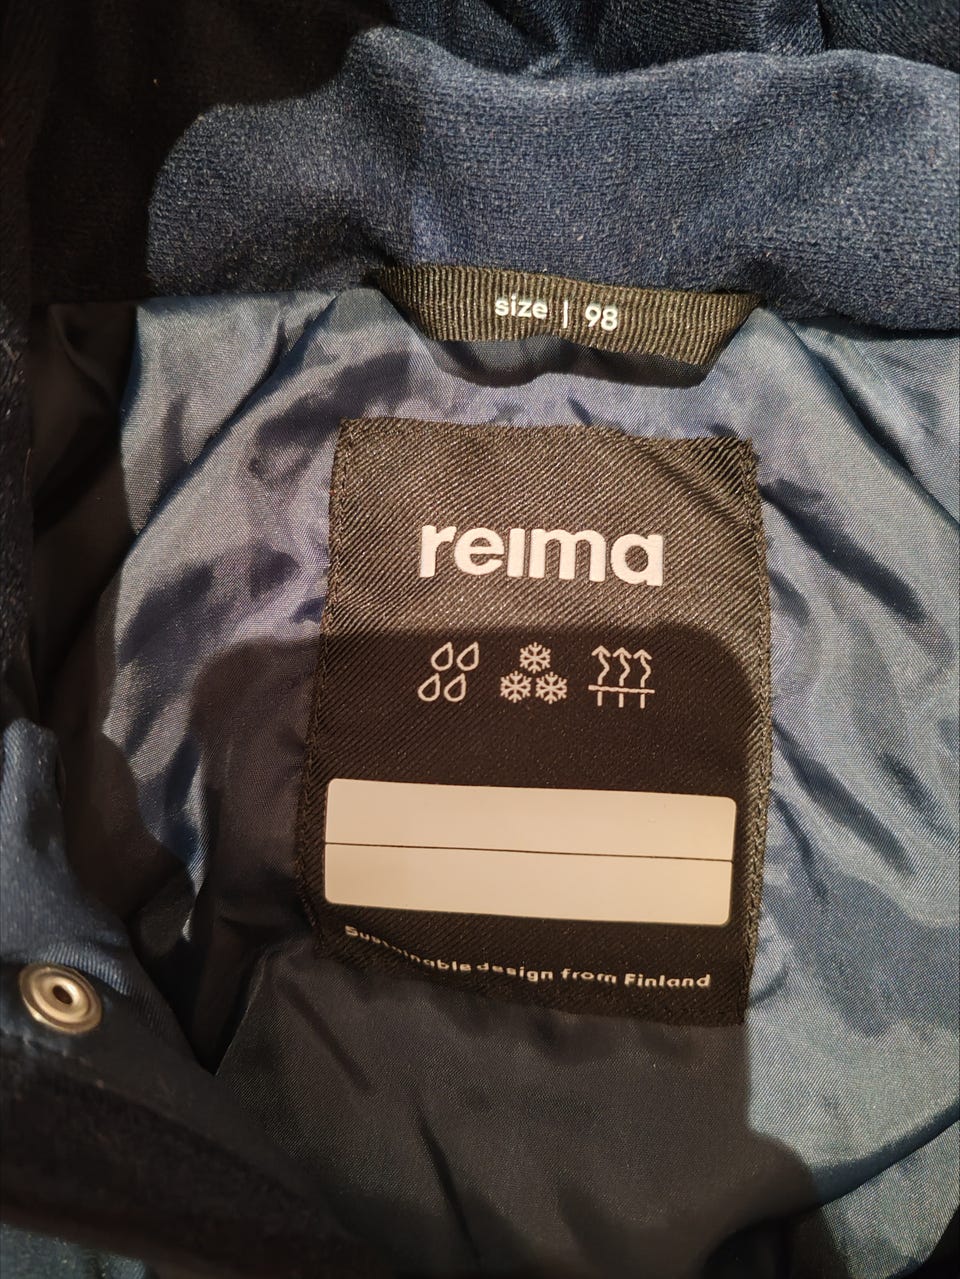 size | 98
reima
Sustainable design from Finland